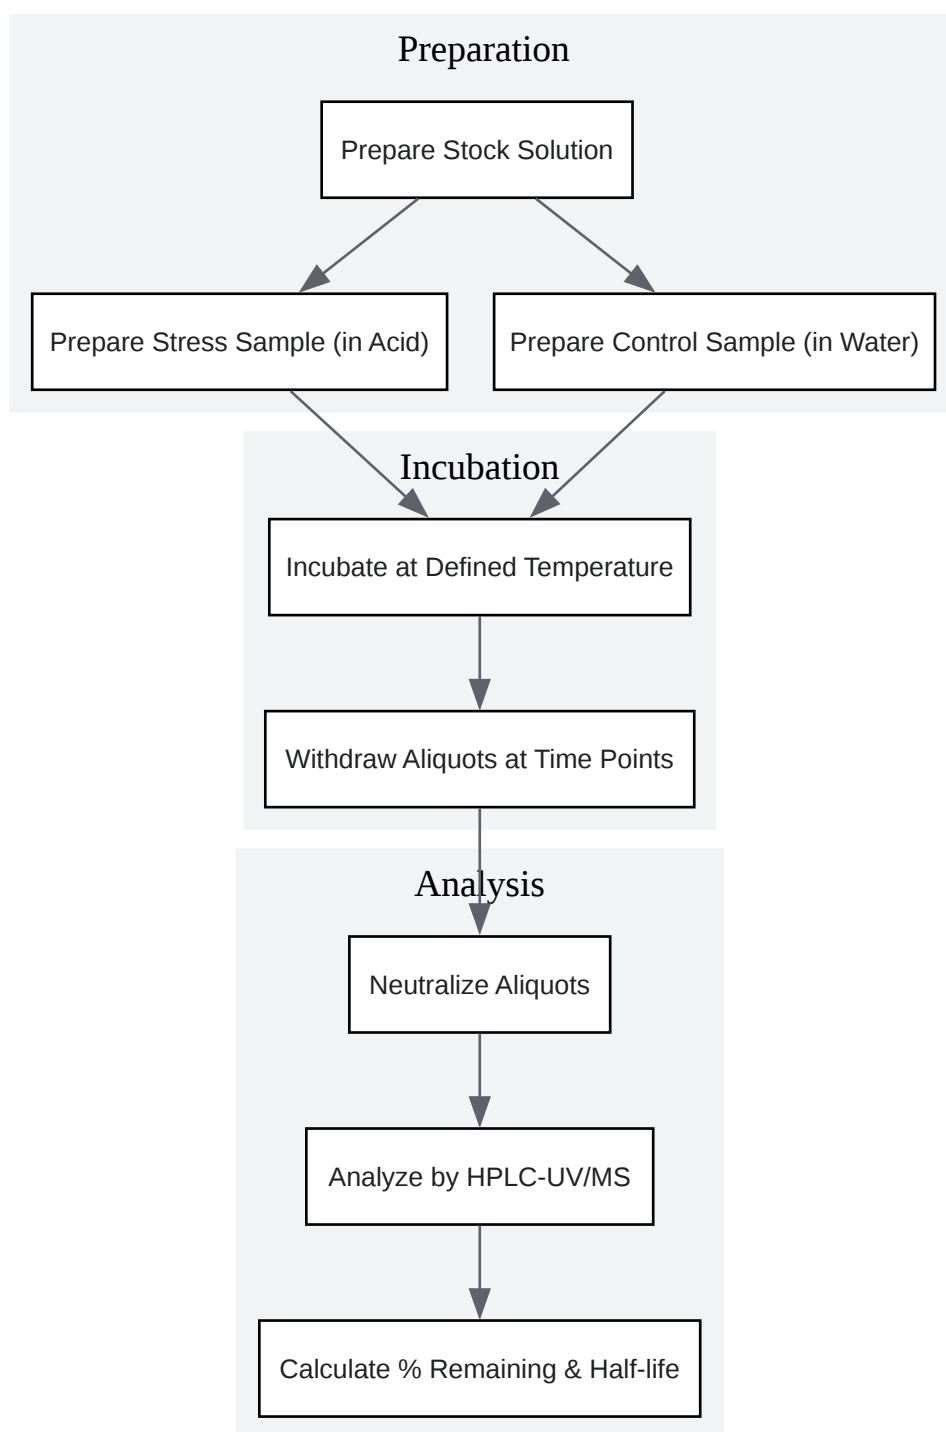 Preparation
Prepare Stock Solution
Prepare Stress Sample (in Acid)
Prepare Control Sample (in Water)
Incubation
Incubate at Defined Temperature
Withdraw Aliquots at Time Points
Analysis
Neutralize Aliquots
Analyze by HPLC-UV/MS
Calculate % Remaining & Half-life